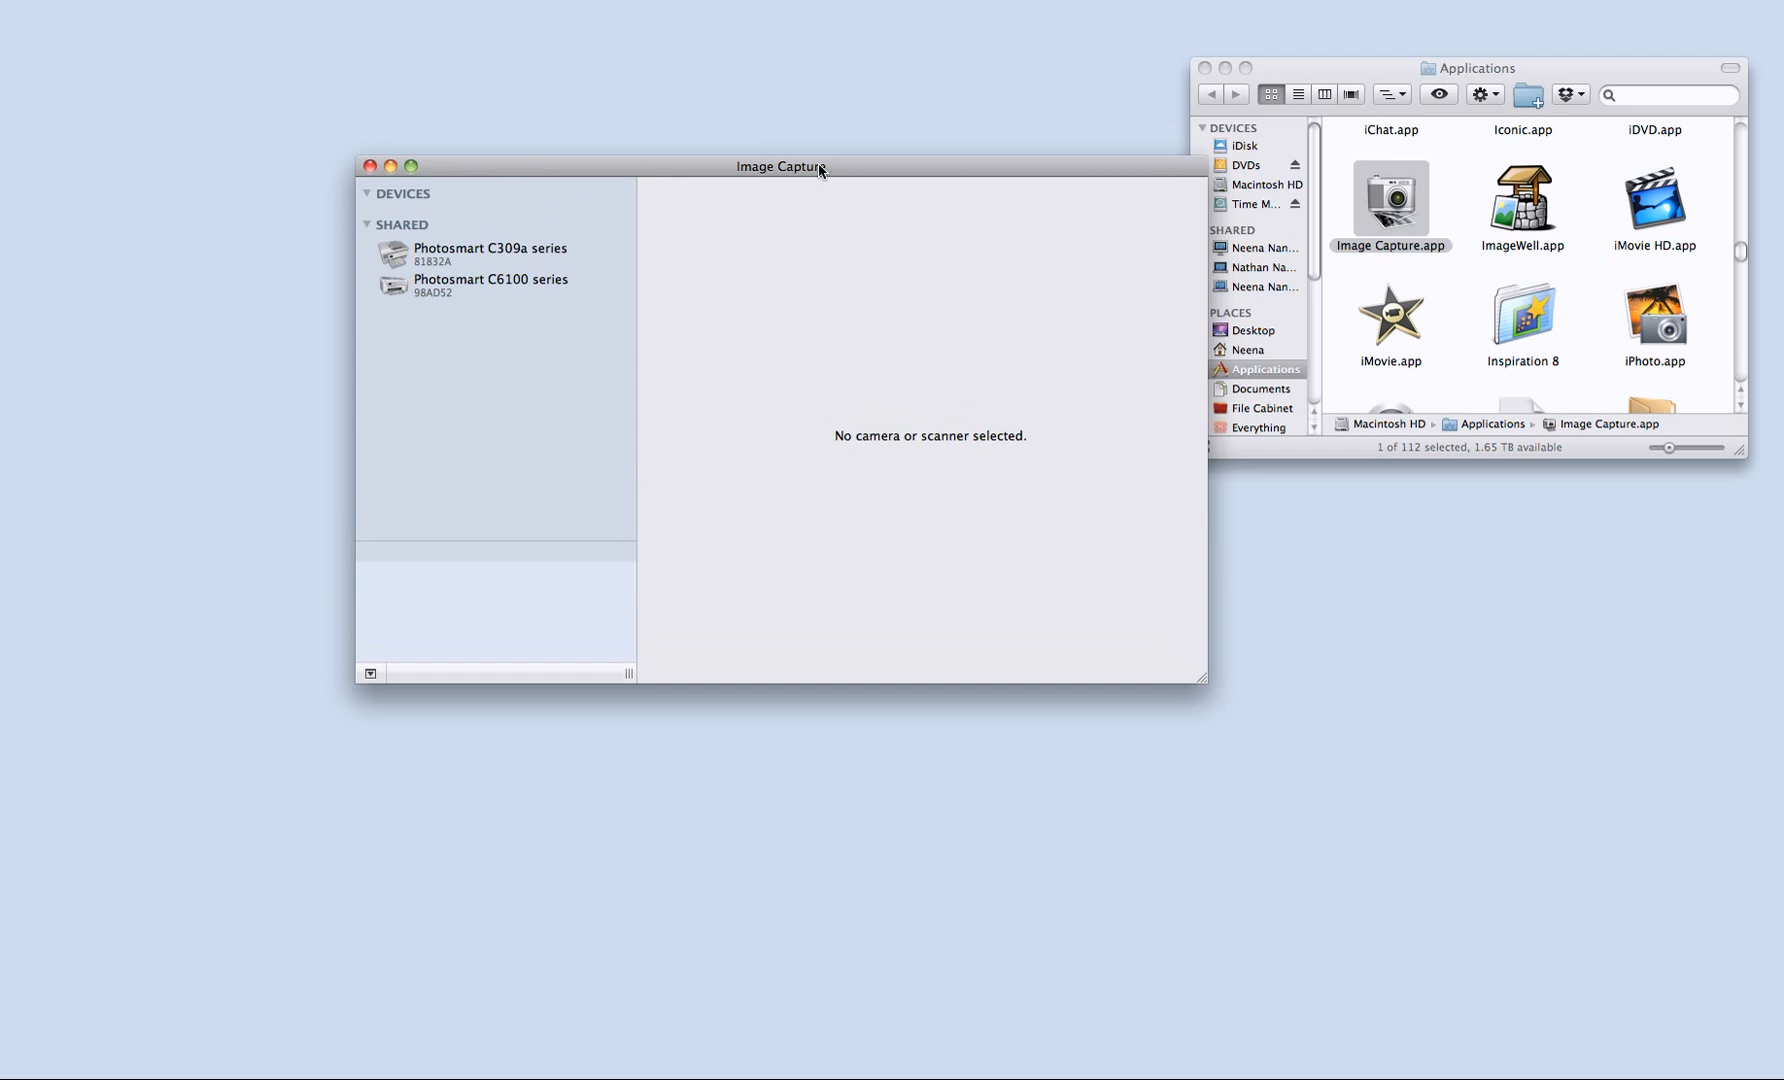 Image Capture
DEVICES
SHARED
Photosmart C309a series
81832A
Photosmart C6100 series
98AD52
No camera or scanner selected.
Applications
DEVICES
iDisk
DVDs
Macintosh HD
Time M...
SHARED
Neena Nan...
Nathan Na...
Neena Nan...
PLACES
Desktop
Neena
Applications
Documents
File Cabinet
Everything
iChat.app
Iconic.app
iDVD.app
Image Capture.app
ImageWell.app
iMovie HD.app
iMovie.app
Inspiration 8
iPhoto.app
Macintosh HD
Applications
Image Capture.app
1 of 112 selected, 1.65 TB available